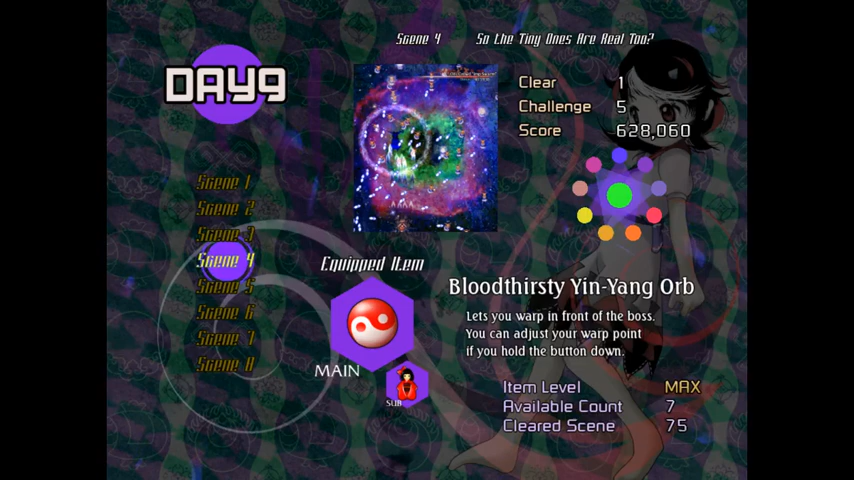 Scene 4 So the Tiny Ones Are Real Too?
DAY9
Clear 1
Challenge 5
Score 628,060
Scene 1
Scene 2
Scene 3
Scene 4
Scene 5
Scene 6
Scene 7
Scene 8
Equipped Item
MAIN
SUB
Bloodthirsty Yin-Yang Orb
Lets you warp in front of the boss.
You can adjust your warp point
if you hold the button down.
Item Level MAX
Available Count 7
Cleared Scene 75